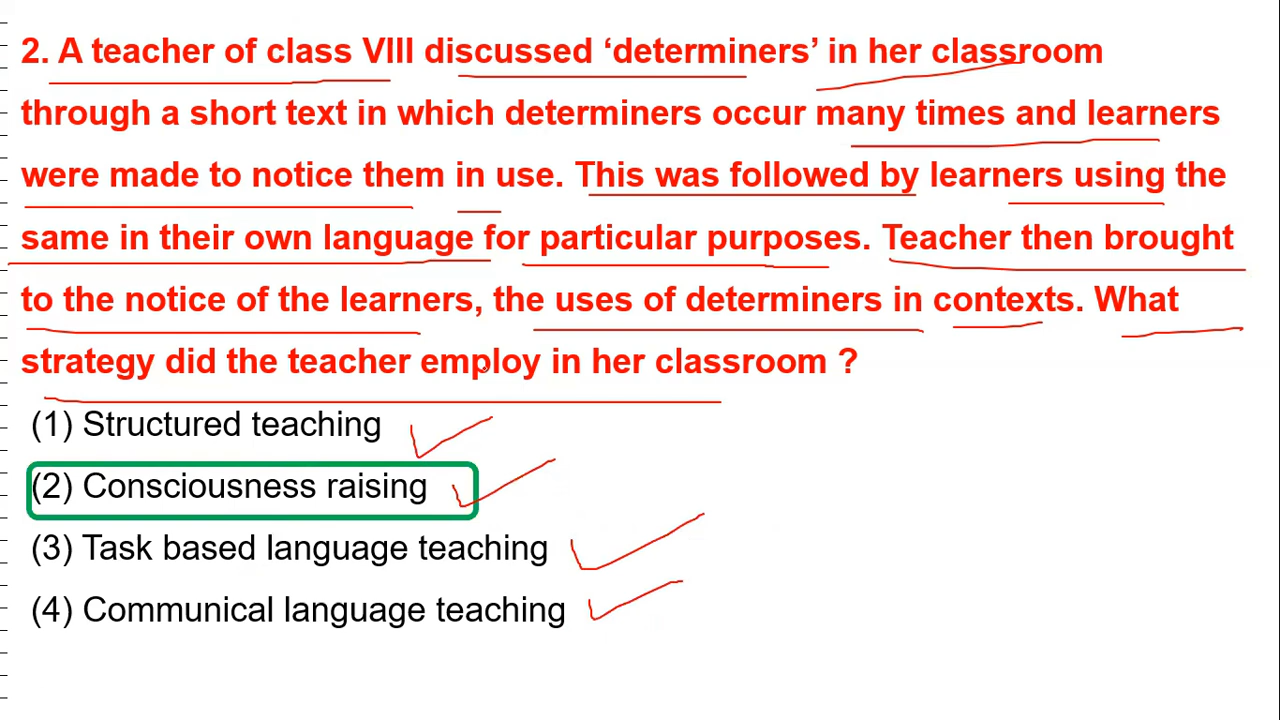 2. A teacher of class VIII discussed ‘determiners’ in her classroom
through a short text in which determiners occur many times and learners
were made to notice them in use. This was followed by learners using the
same in their own language for particular purposes. Teacher then brought
to the notice of the learners, the uses of determiners in contexts. What
strategy did the teacher employ in her classroom ?
(1) Structured teaching
(2) Consciousness raising
(3) Task based language teaching
(4) Communical language teaching